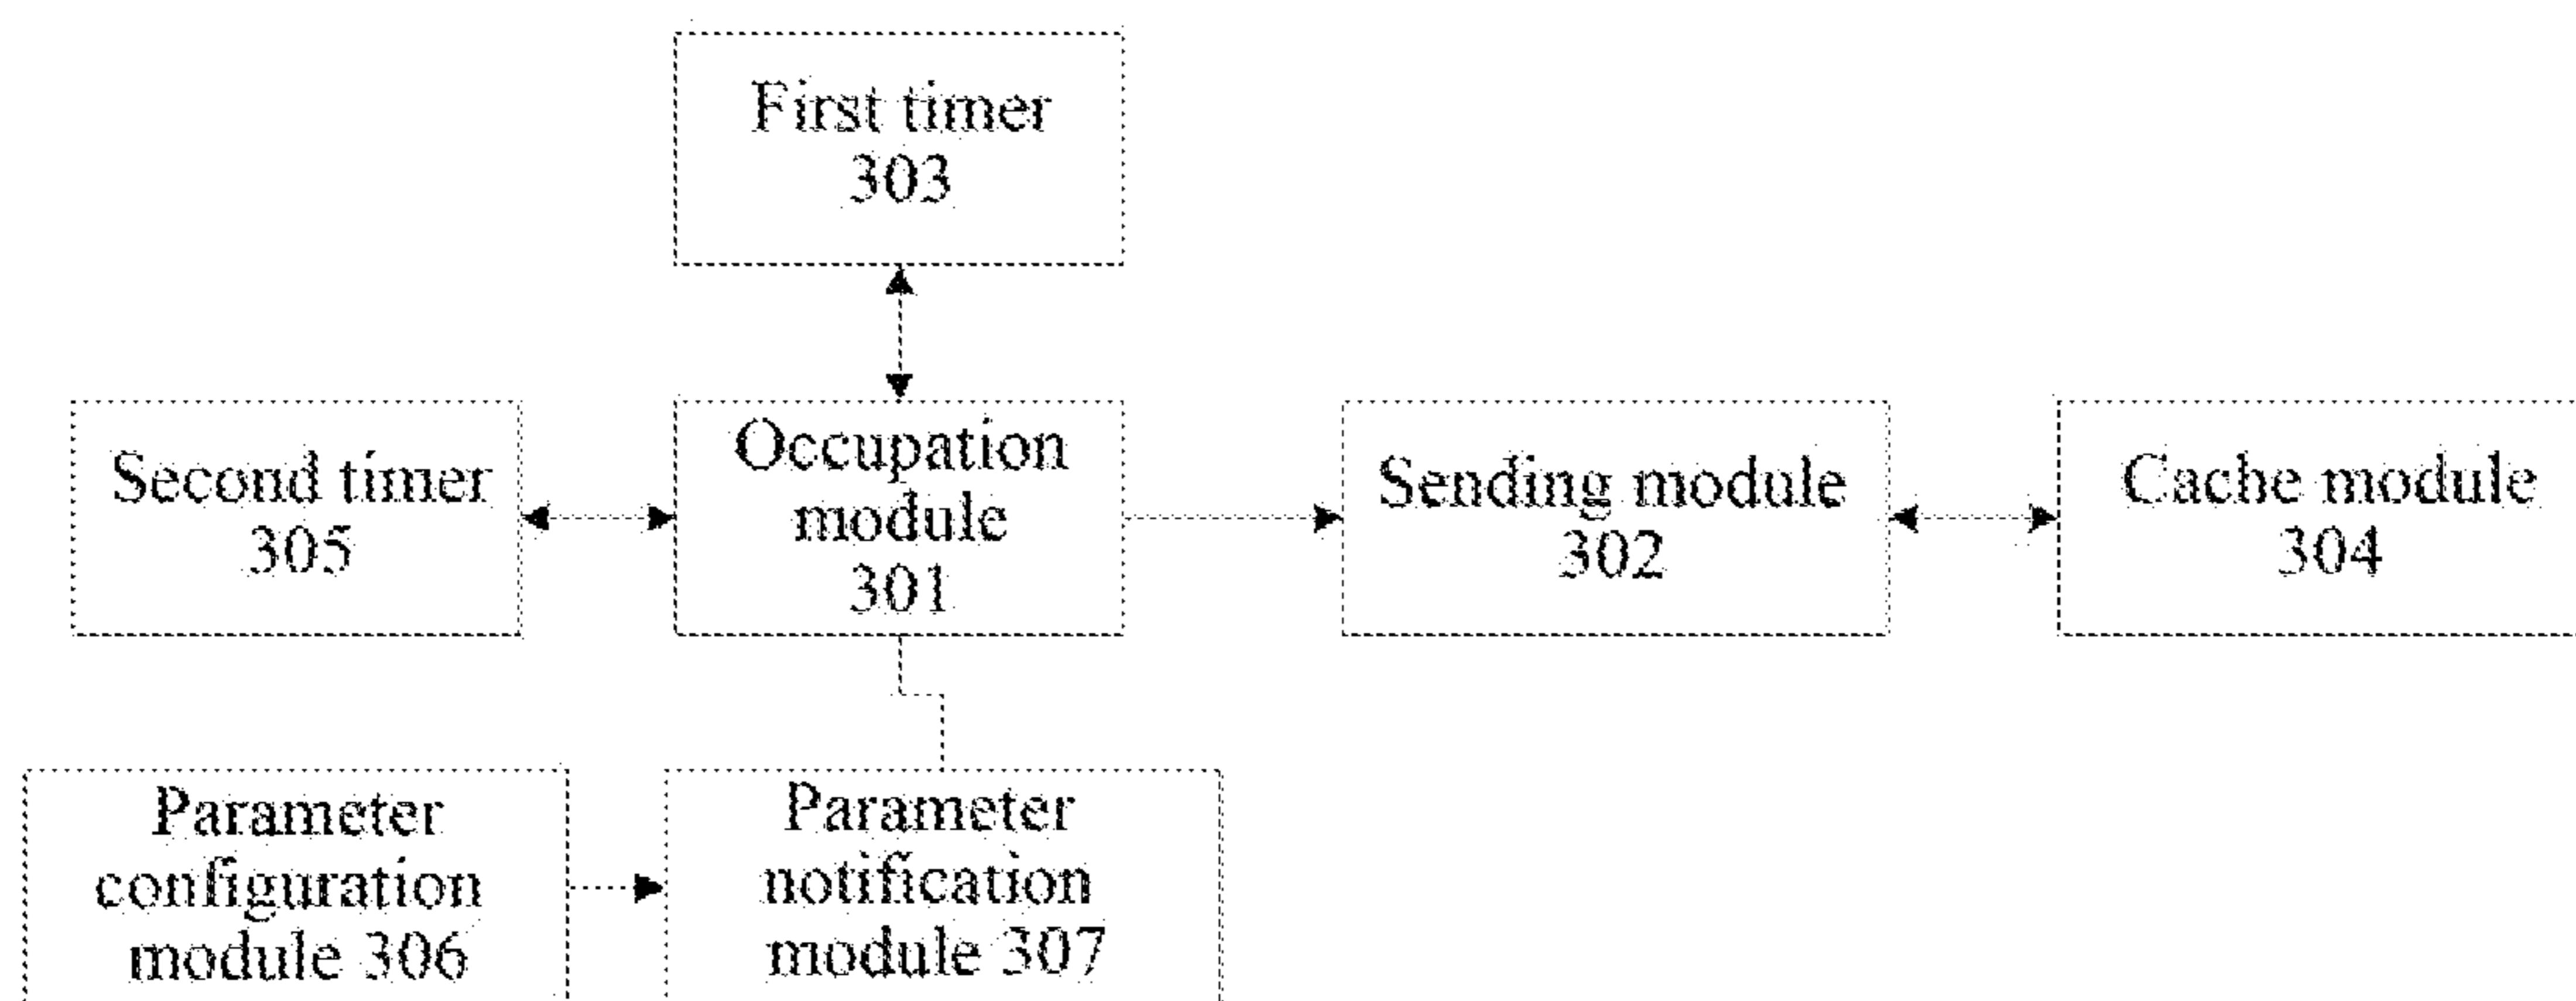 First timer
303
Second timer
305
Occupation
module
301
Sending module
302
Cache module
304
Parameter
configuration
module 306
Parameter
notification
module 307